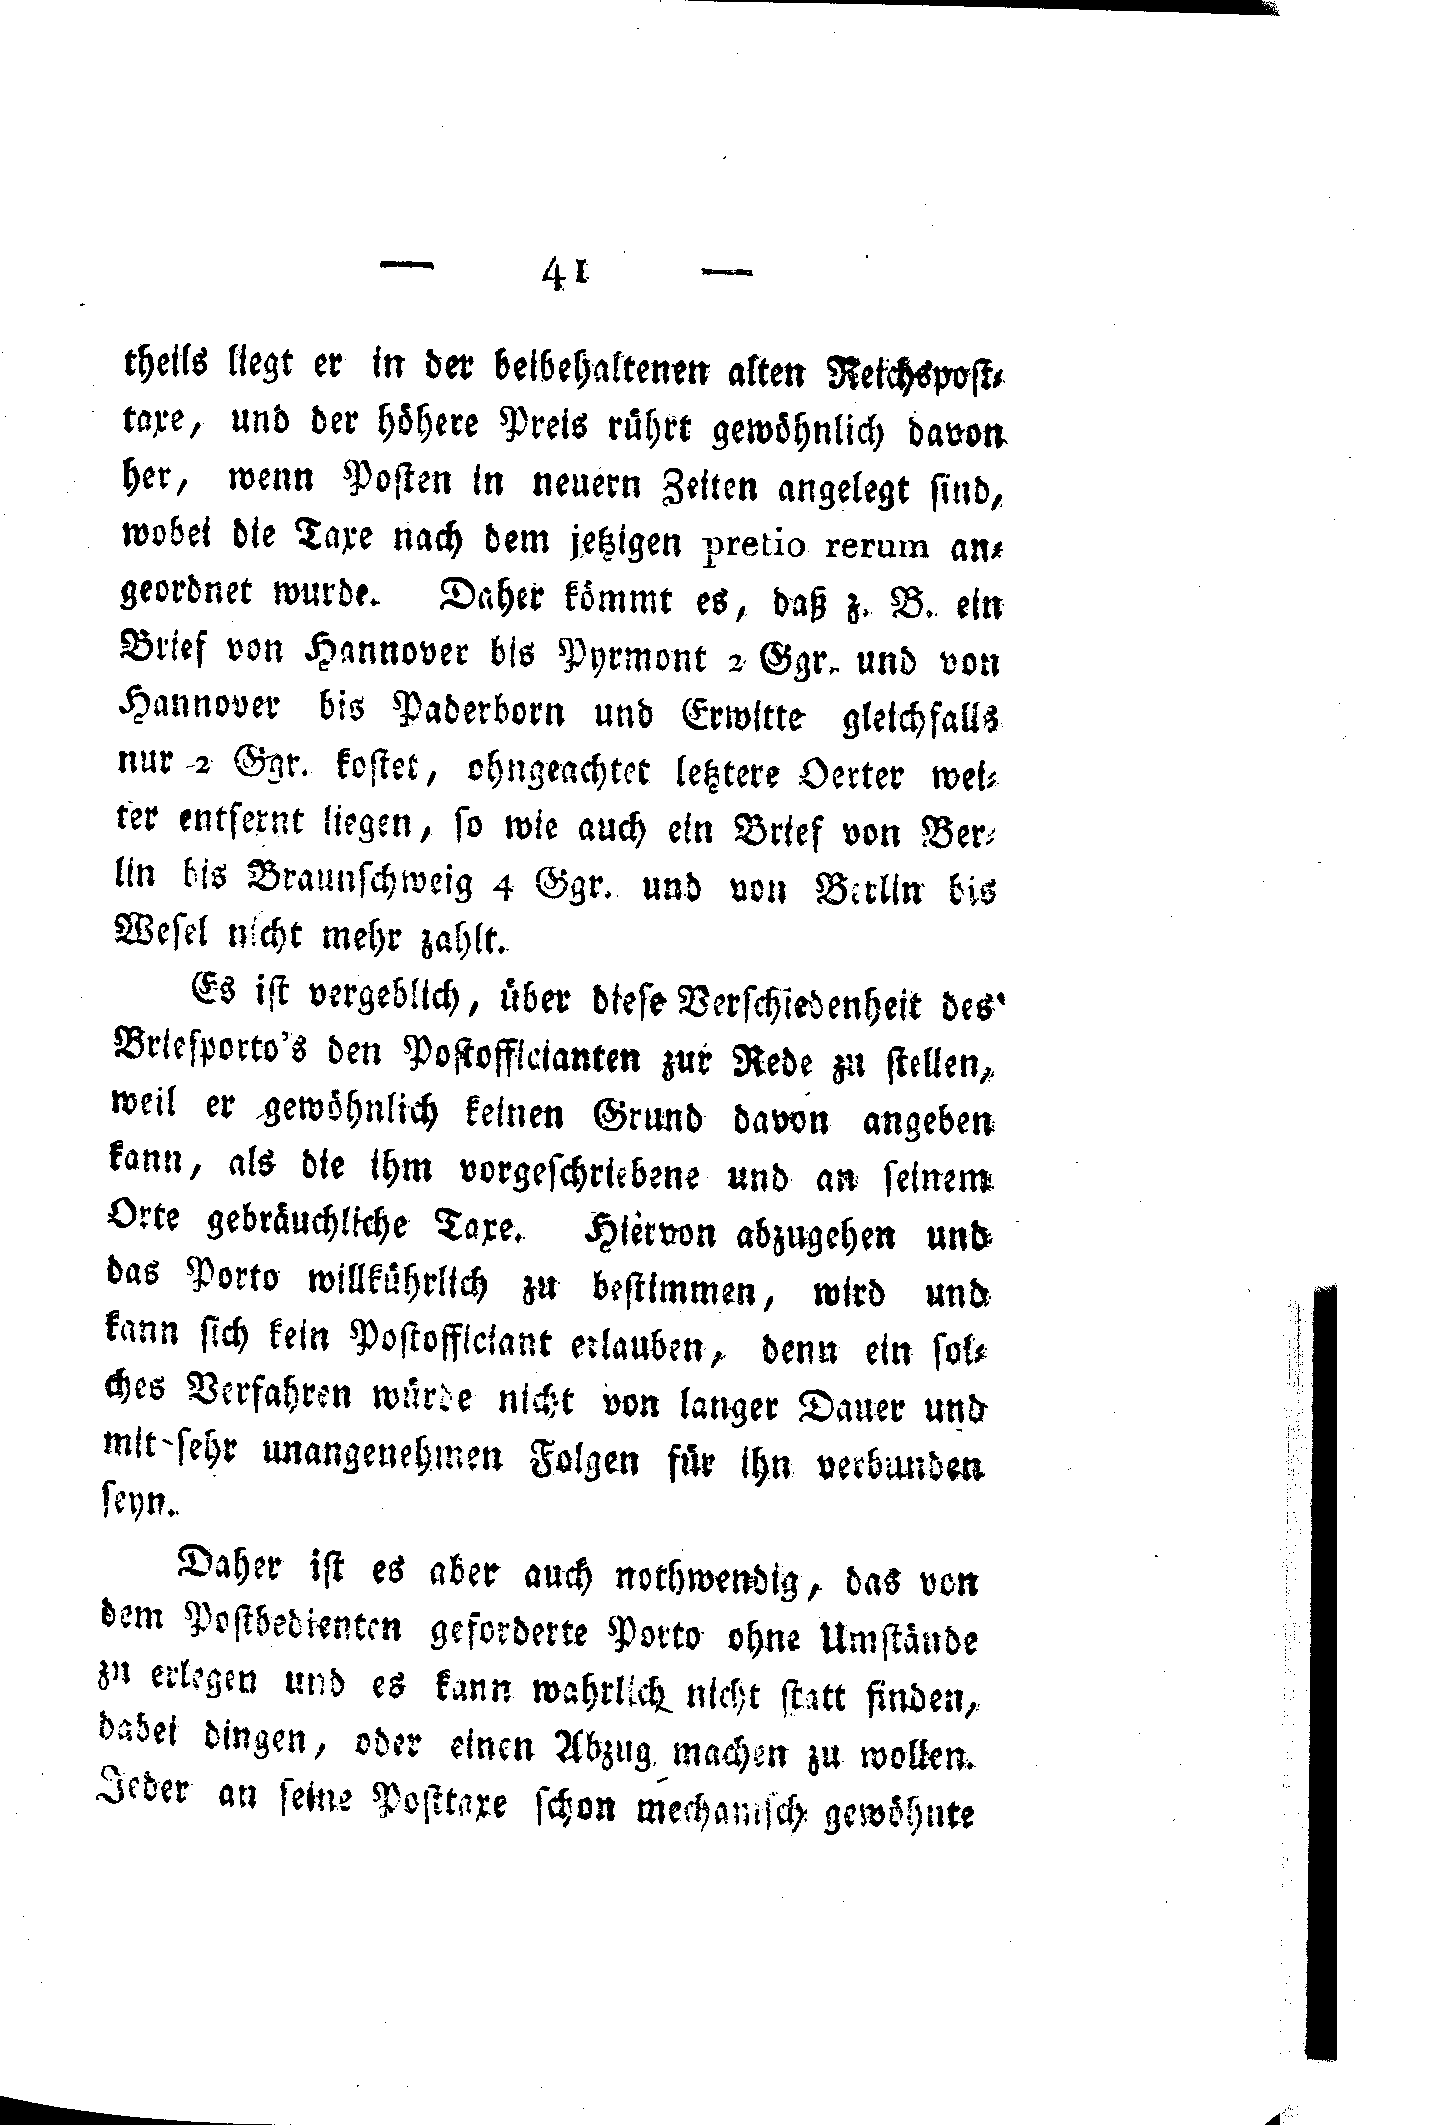 — 41 —
theils liegt er in der beibehaltenen alten Reichspost-
taxe, und der höhere Preis rührt gewöhnlich davon
her, wenn Posten in neuern Zeiten angelegt sind,
wobei die Taxe nach dem jetzigen pretio rerum an-
geordnet wurde. Daher kömmt es, daß z. B. ein
Brief von Hannover bis Pyrmont 2 Ggr. und von
Hannover bis Paderborn und Erwitte gleichfalls
nur 2 Ggr. kostet, ohngeachtet letztere Oerter wei-
ter entfernt liegen, so wie auch ein Brief von Ber-
lin bis Braunschweig 4 Ggr. und von Berlin bis
Wesel nicht mehr zahlt.
Es ist vergeblich, über diese Verschiedenheit des
Briefporto's den Postofficianten zur Rede zu stellen,
weil er gewöhnlich keinen Grund davon angeben
kann, als die ihm vorgeschriebene und an seinem
Orte gebräuchliche Taxe. Hiervon abzugehen und
das Porto willkührlich zu bestimmen, wird und
kann sich kein Postofficiant erlauben, denn ein sol-
ches Verfahren würde nicht von langer Dauer und
mit sehr unangenehmen Folgen für ihn verbunden
seyn.
Daher ist es aber auch nothwendig, das von
dem Postbedienten geforderte Porto ohne Umstände
zu erlegen und es kann wahrlich nicht statt finden,
dabei dingen, oder einen Abzug machen zu wollen.
Jeder an seine Posttaxe schon mechanisch gewöhnte